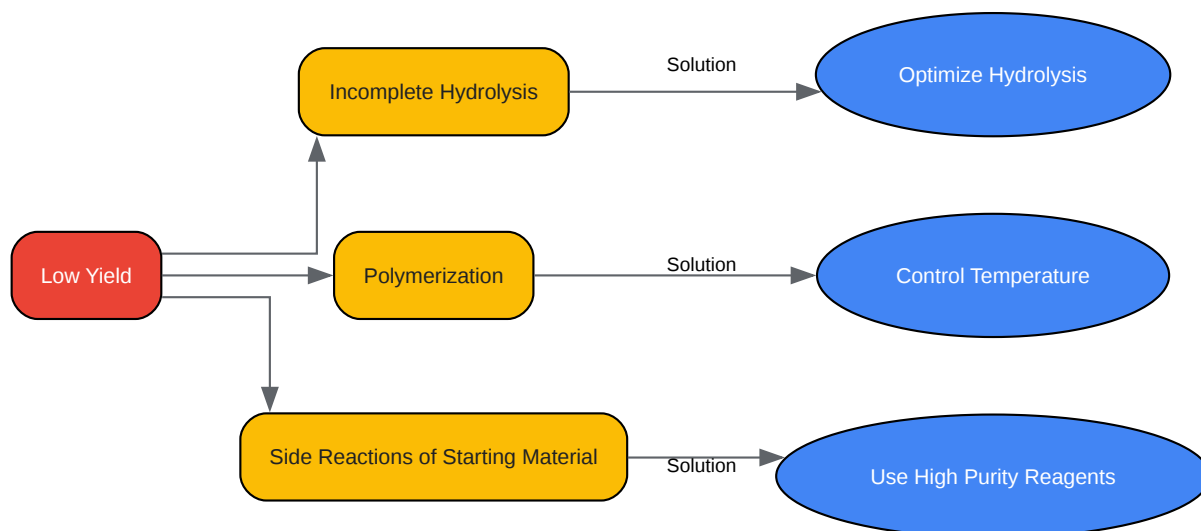 Incomplete Hydrolysis
Solution
Optimize Hydrolysis
Low Yield
Polymerization
Solution
Control Temperature
Side Reactions of Starting Material
Solution
Use High Purity Reagents